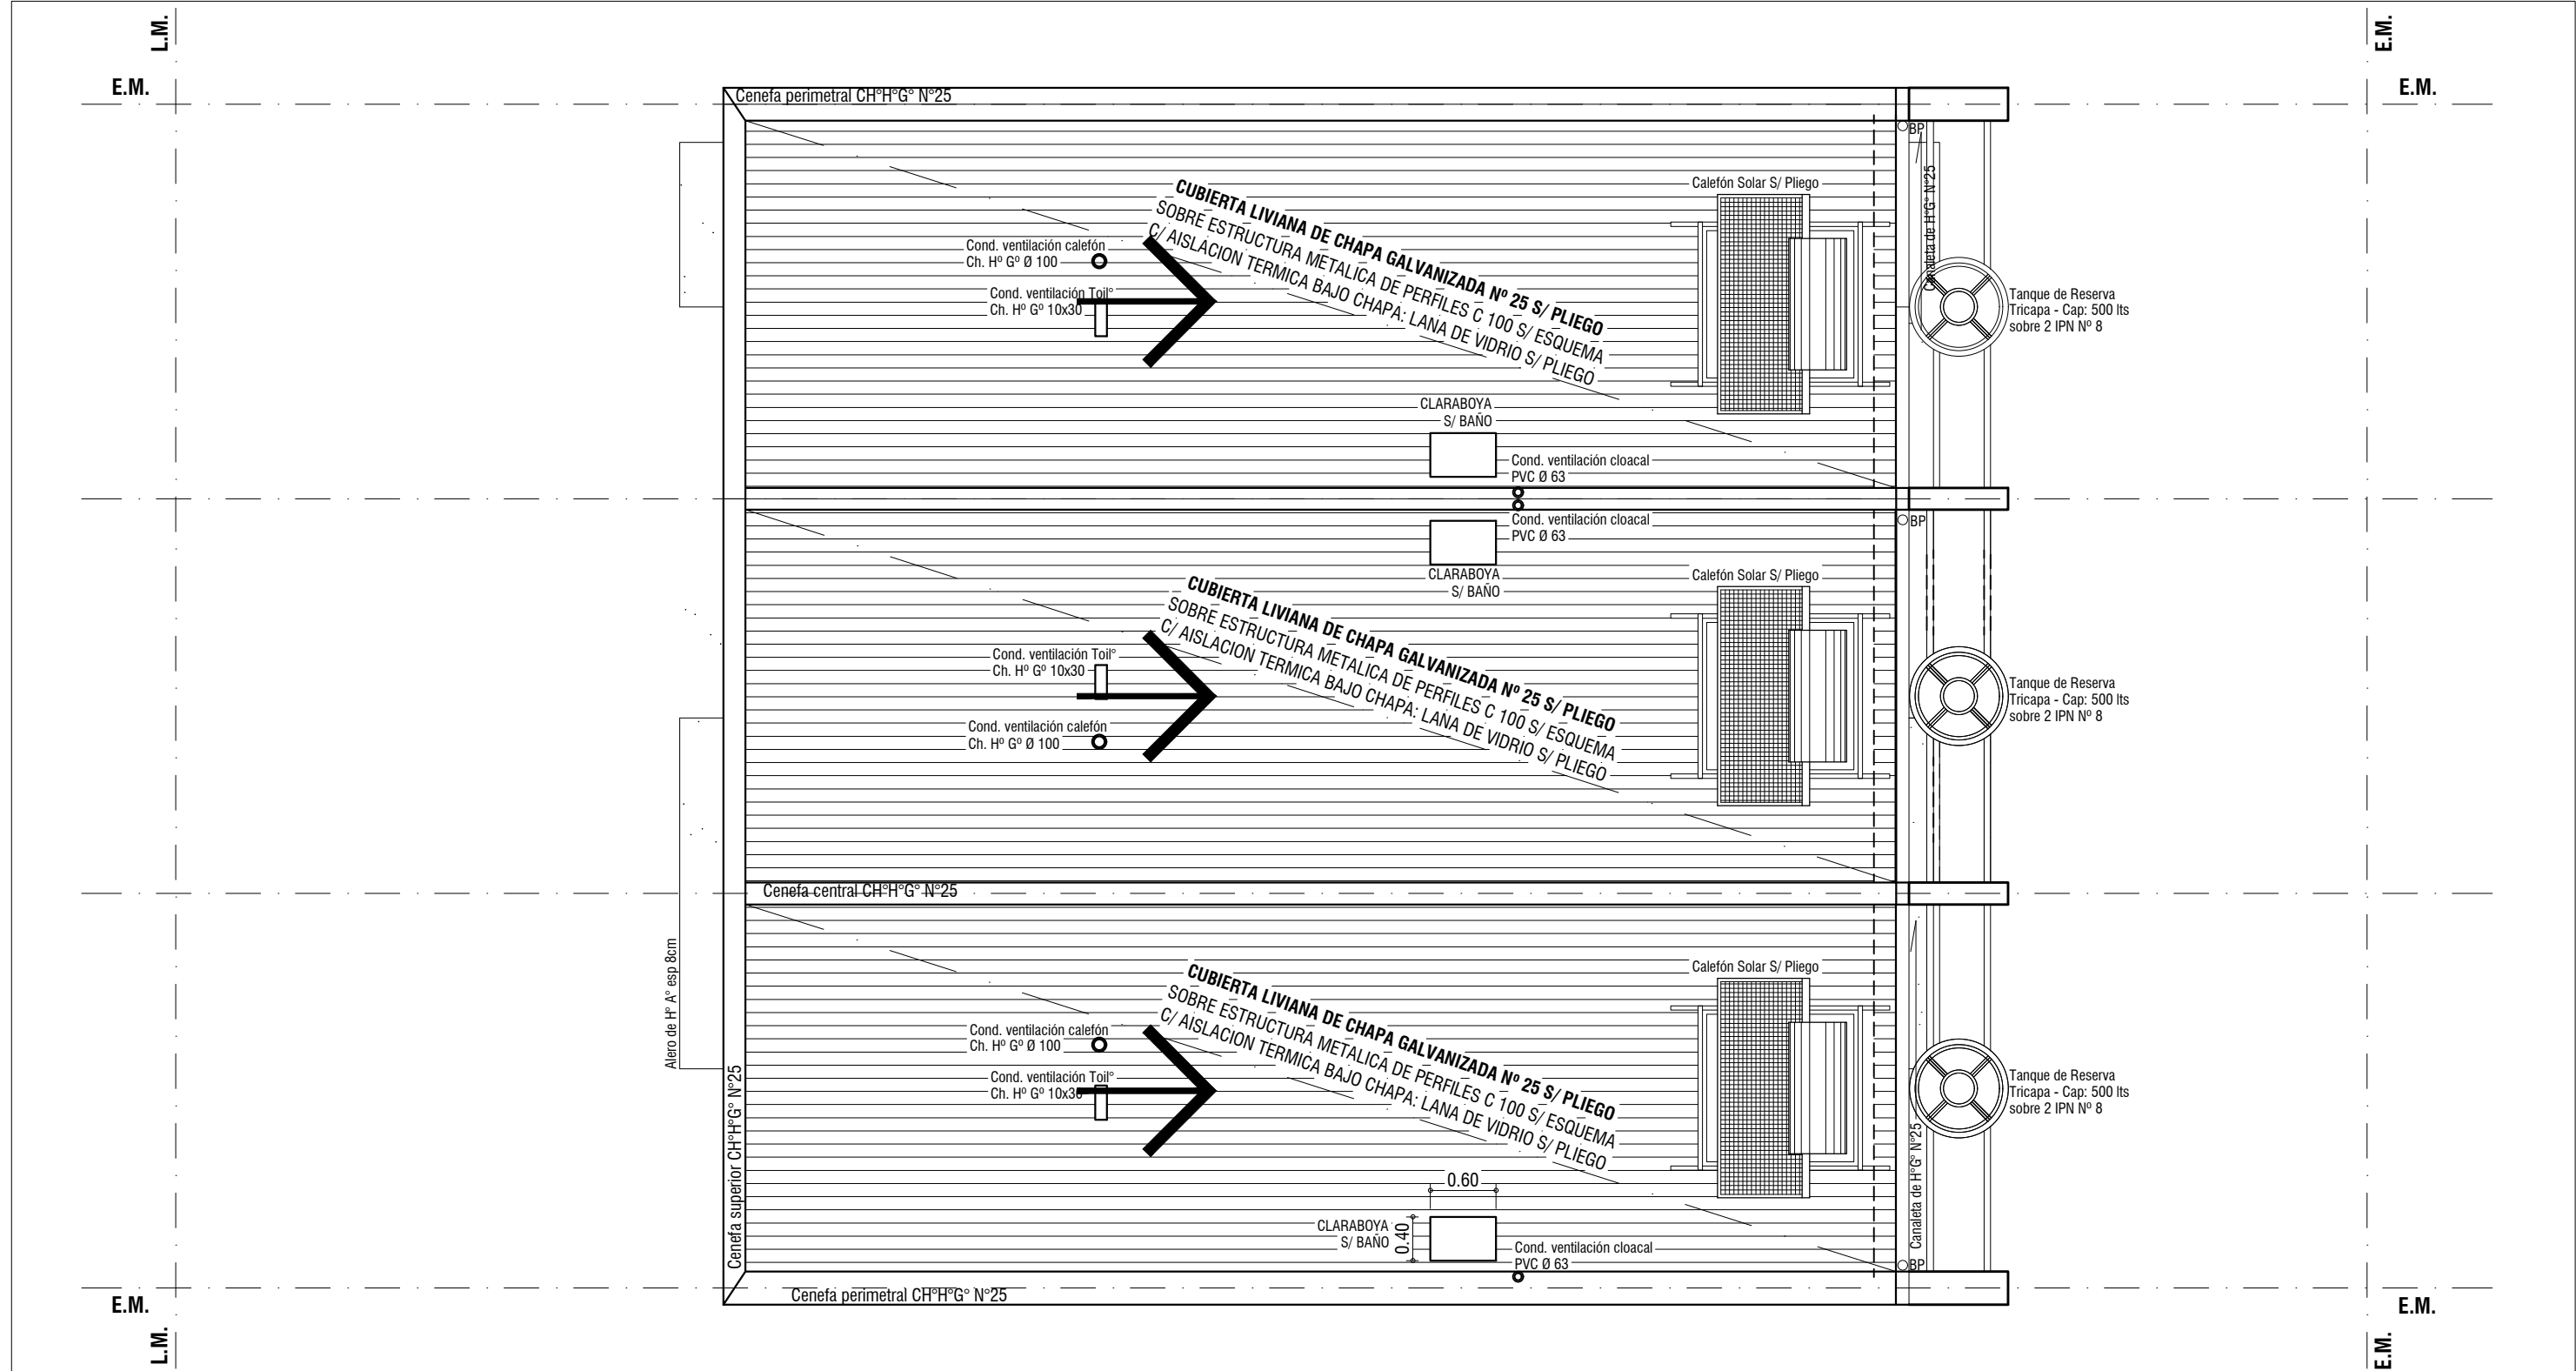 L.M.
E.M.
E.M.
E.M.
Cenefa perimetral CH°H°G° N°25
BP
Canaleta de H°G° N°25
Calefón Solar S/ Pliego
CUBIERTA LIVIANA DE CHAPA GALVANIZADA Nº 25 S/ PLIEGO
SOBRE ESTRUCTURA METALICA DE PERFILES C 100 S/ ESQUEMA
C/ AISLACION TERMICA BAJO CHAPA: LANA DE VIDRIO S/ PLIEGO
Cond. ventilación calefón
Ch. Hº Gº Ø 100
Cond. ventilación Toil°
Ch. Hº Gº 10x30
Tanque de Reserva
Tricapa - Cap: 500 lts
sobre 2 IPN Nº 8
CLARABOYA
S/ BAÑO
Cond. ventilación cloacal
PVC Ø 63
Cond. ventilación cloacal
PVC Ø 63
BP
CLARABOYA
S/ BAÑO
Calefón Solar S/ Pliego
CUBIERTA LIVIANA DE CHAPA GALVANIZADA Nº 25 S/ PLIEGO
SOBRE ESTRUCTURA METALICA DE PERFILES C 100 S/ ESQUEMA
C/ AISLACION TERMICA BAJO CHAPA: LANA DE VIDRIO S/ PLIEGO
Cond. ventilación Toil°
Ch. Hº Gº 10x30
Cond. ventilación calefón
Ch. Hº Gº Ø 100
Tanque de Reserva
Tricapa - Cap: 500 lts
sobre 2 IPN Nº 8
Cenefa central CH°H°G° N°25
Alero de Hº A° esp 8cm
Calefón Solar S/ Pliego
CUBIERTA LIVIANA DE CHAPA GALVANIZADA Nº 25 S/ PLIEGO
SOBRE ESTRUCTURA METALICA DE PERFILES C 100 S/ ESQUEMA
C/ AISLACION TERMICA BAJO CHAPA: LANA DE VIDRIO S/ PLIEGO
Cond. ventilación calefón
Ch. Hº Gº Ø 100
Cond. ventilación Toil°
Ch. Hº Gº 10x30
Tanque de Reserva
Tricapa - Cap: 500 lts
sobre 2 IPN Nº 8
Cenefa superior CH°H°G° N°25
Canaleta de H°G° N°25
0.60
0.40
CLARABOYA
S/ BAÑO
Cond. ventilación cloacal
PVC Ø 63
BP
Cenefa perimetral CH°H°G° N°25
E.M.
E.M.
L.M.
E.M.